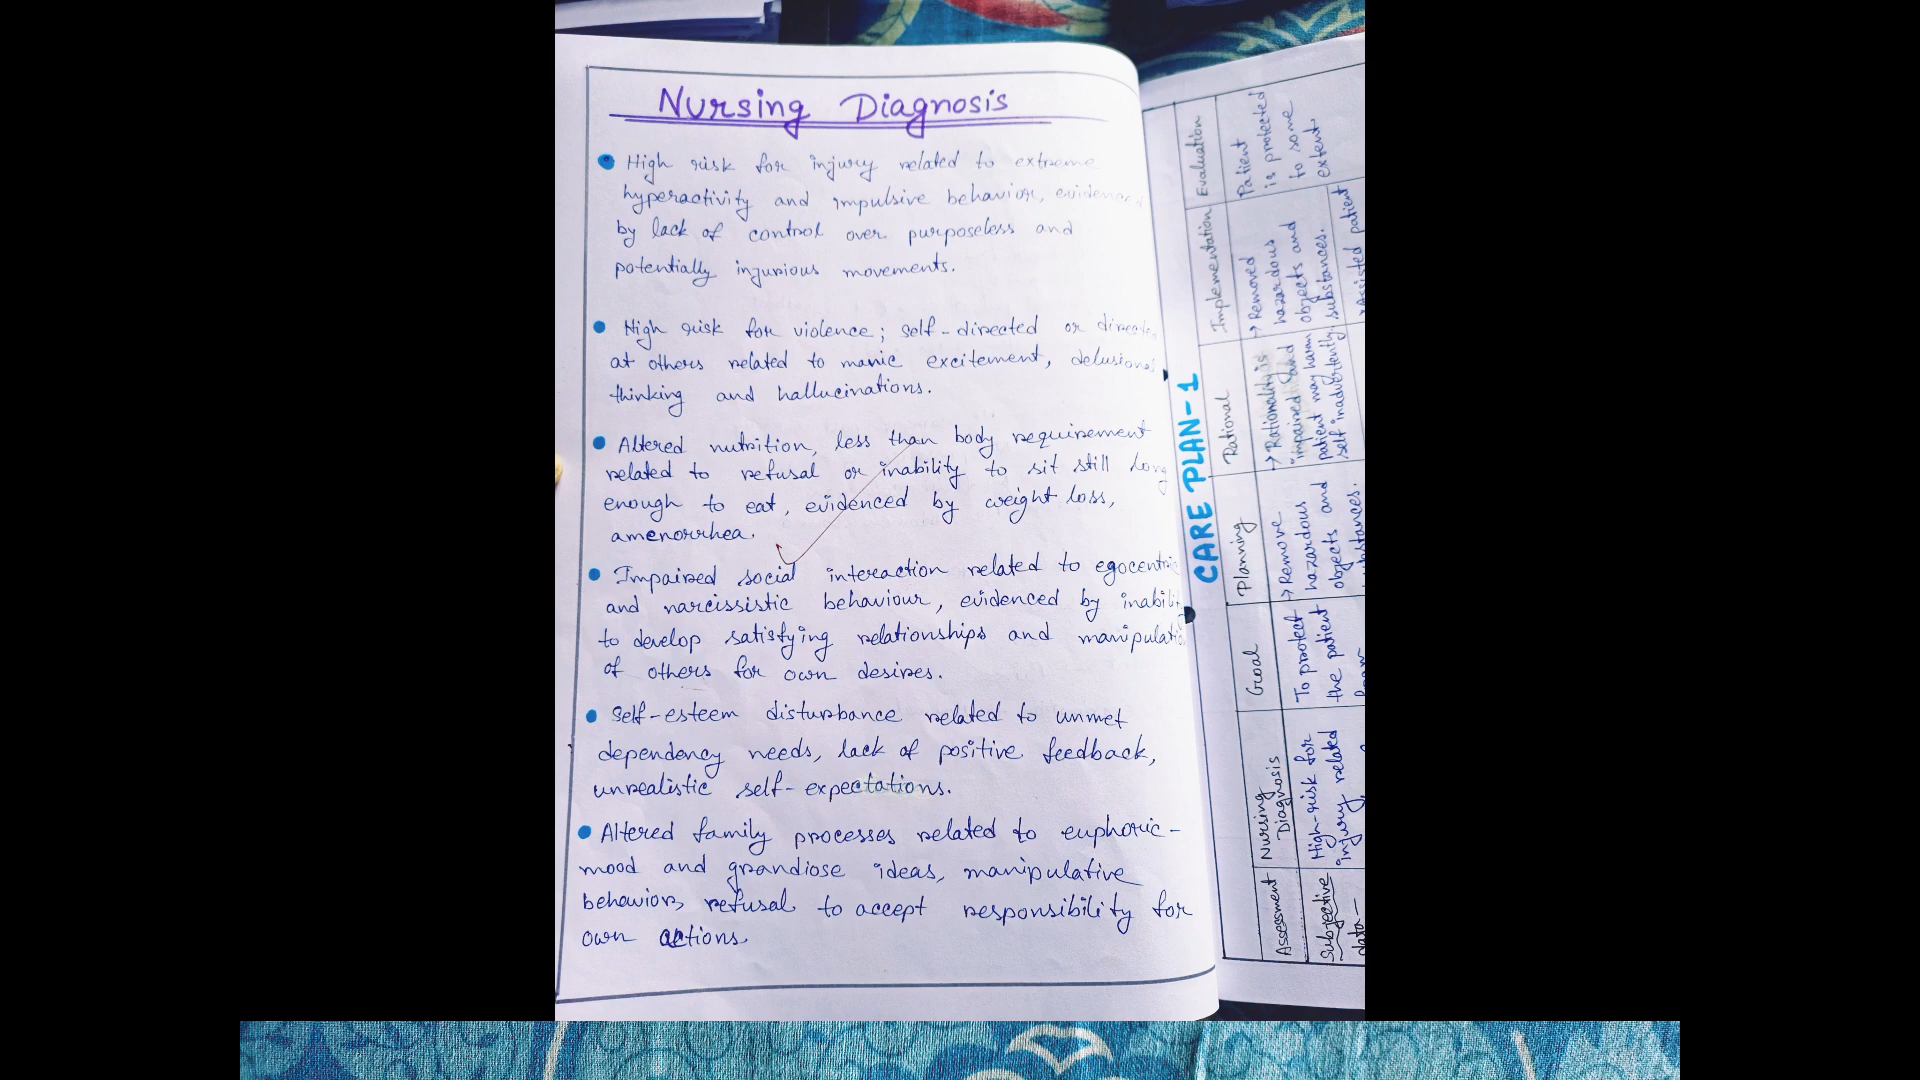 Nursing Diagnosis
High risk for injury related to extreme
hyperactivity and impulsive behavior, evidenced
by lack of control over purposeless and
potentially injurious movements.
High risk for violence; self-directed or directed
at others related to manic excitement, delusional
thinking and hallucinations.
Altered nutrition, less than body requirement
related to refusal or inability to sit still long
enough to eat, evidenced by weight loss,
amenorrhea.
Impaired social interaction related to egocentric
and narcissistic behaviour, evidenced by inability
to develop satisfying relationships and manipulation
of others for own desires.
Self-esteem disturbance related to unmet
dependency needs, lack of positive feedback,
unrealistic self-expectations.
Altered family processes related to euphoric-
mood and grandiose ideas, manipulative
behavior, refusal to accept responsibility for
own actions.
CARE PLAN-1
Assessment
Subjective
data-
Nursing
Diagnosis
High-risk for
injury related
Goal
To protect
the patient
Planning
→ Remove
hazardous
objects and
substances.
Rational
→ Rationality is
impaired and
patient may harm
self inadvertently.
Implementation
→ Removed
hazardous
objects and
substances.
→ Assisted patient
Evaluation
Patient
is protected
to some
extent.